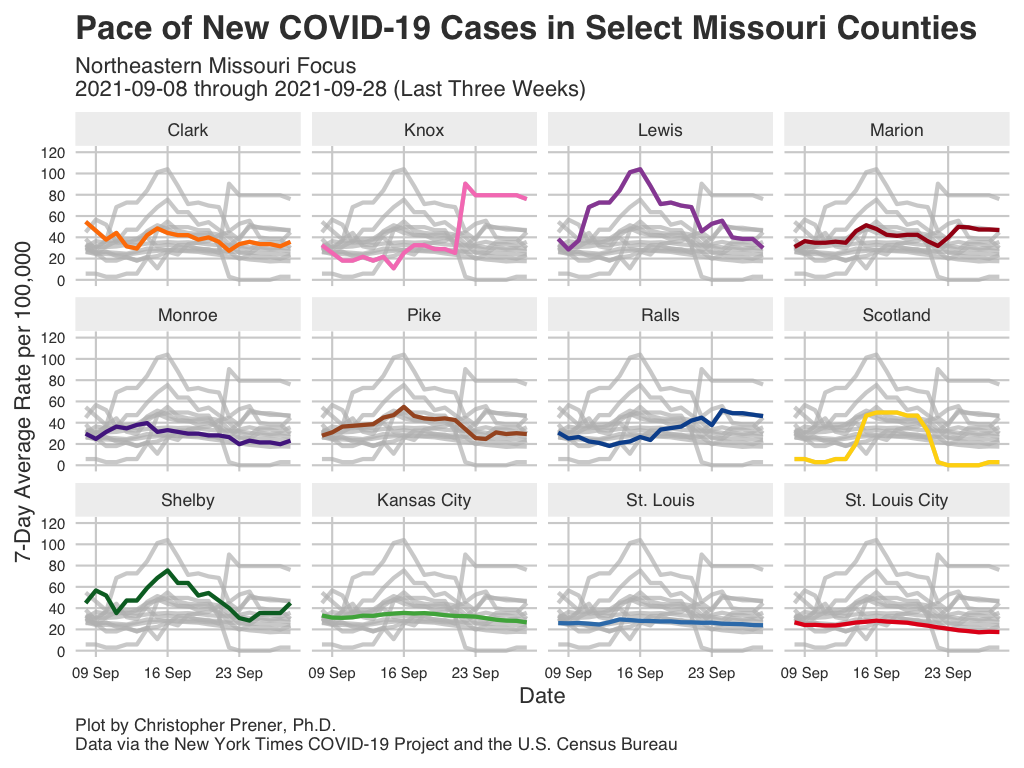 Pace of New COVID-19 Cases in Select Missouri Counties
Northeastern Missouri Focus
2021-09-08 through 2021-09-28 (Last Three Weeks)
Clark Knox Lewis Marion
120
100
80
60
40
20
0
Monroe Pike Ralls Scotland
120
100
80
60
40
20
0
Shelby Kansas City St. Louis St. Louis City
120
100
80
60
40
20
0
7-Day Average Rate per 100,000
09 Sep 16 Sep 23 Sep 09 Sep 16 Sep 23 Sep 09 Sep 16 Sep 23 Sep 09 Sep 16 Sep 23 Sep
Date
Plot by Christopher Prener, Ph.D.
Data via the New York Times COVID-19 Project and the U.S. Census Bureau